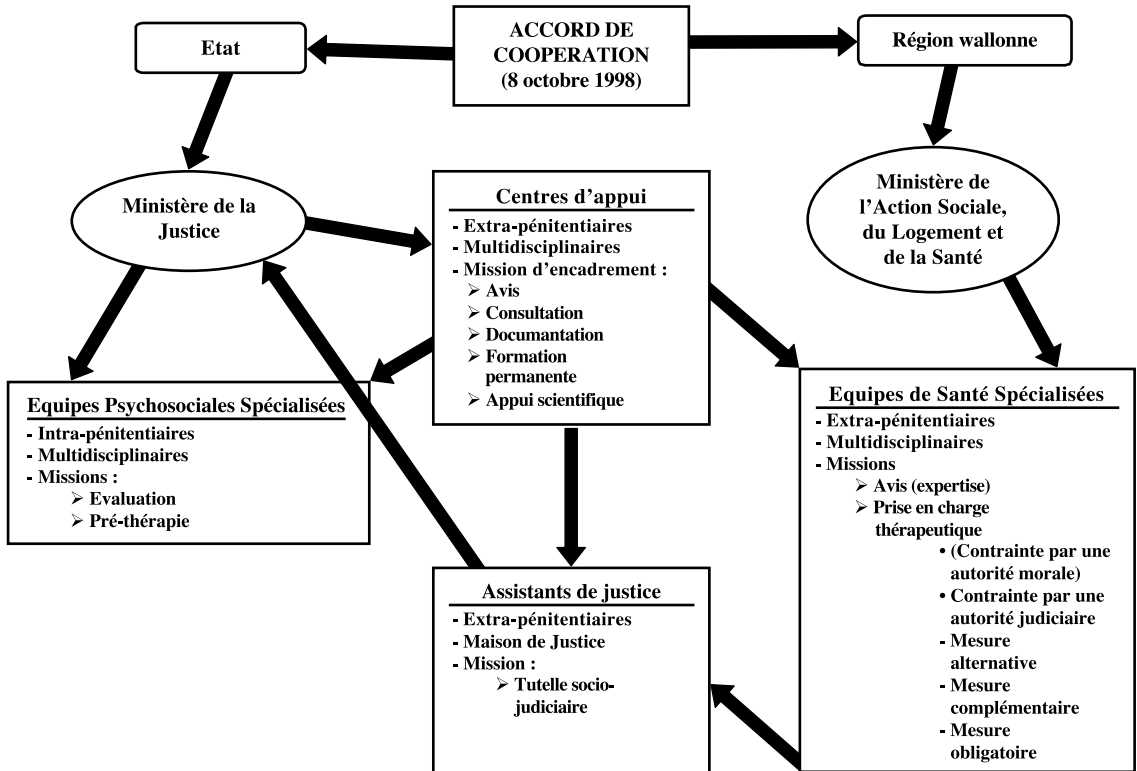 Etat
ACCORD DE
COOPERATION
(8 octobre 1998)
Région wallonne
Ministère de la
Justice
Centres d'appui
- Extra-pénitentiaires
- Multidisciplinaires
- Mission d'encadrement :
➢ Avis
➢ Consultation
➢ Documantation
➢ Formation
permanente
➢ Appui scientifique
Ministère de
l'Action Sociale,
du Logement et
de la Santé
Equipes Psychosociales Spécialisées
- Intra-pénitentiaires
- Multidisciplinaires
- Missions :
➢ Evaluation
➢ Pré-thérapie
Equipes de Santé Spécialisées
- Extra-pénitentiaires
- Multidisciplinaires
- Missions
➢ Avis (expertise)
➢ Prise en charge
thérapeutique
• (Contrainte par une
autorité morale)
• Contrainte par une
autorité judiciaire
- Mesure
alternative
- Mesure
complémentaire
- Mesure
obligatoire
Assistants de justice
- Extra-pénitentiaires
- Maison de Justice
- Mission :
➢ Tutelle socio-
judiciaire